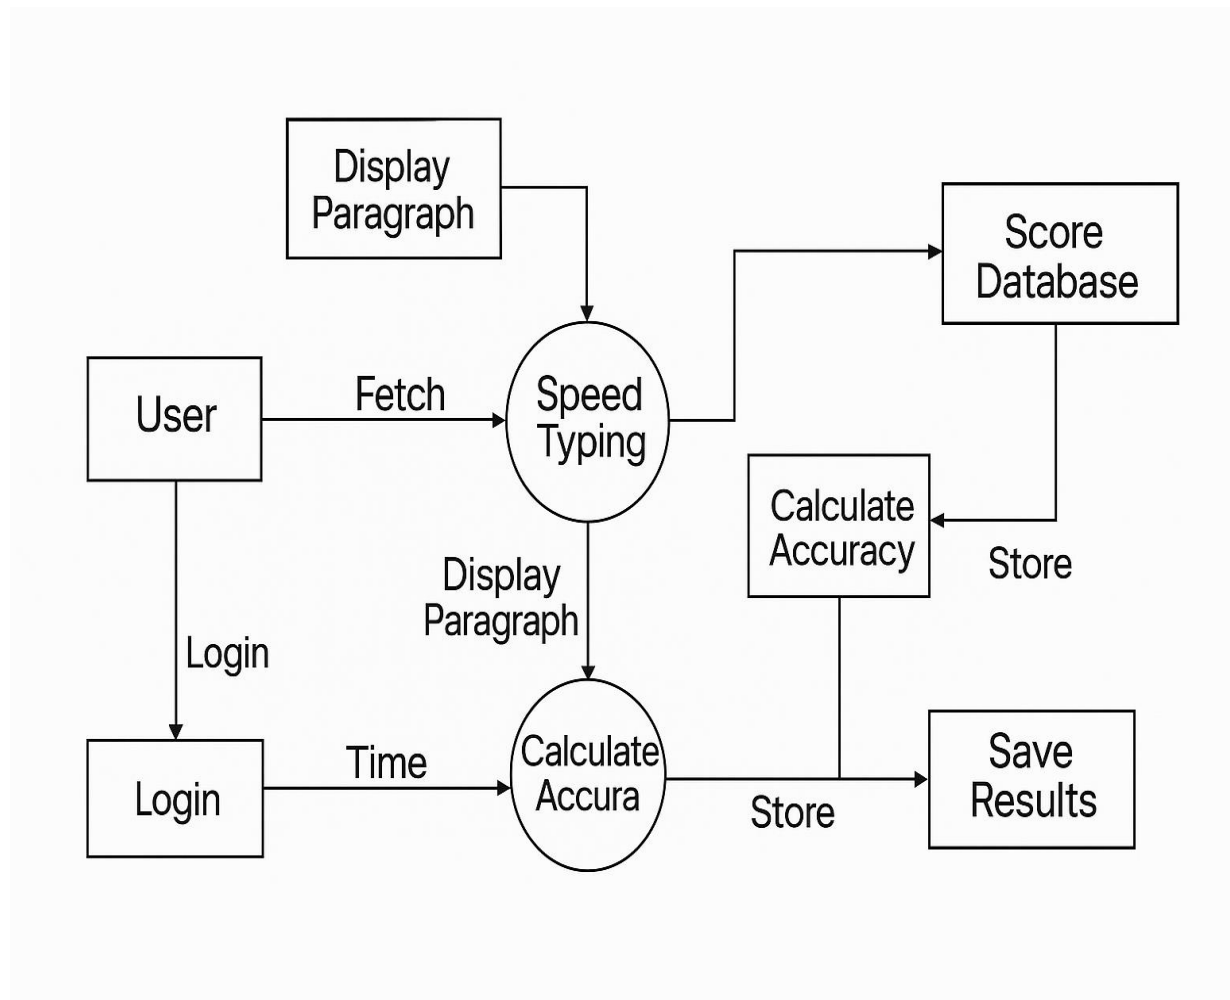 Display
Paragraph
Score
Database
User
Fetch
Speed
Typing
Calculate
Accuracy
Store
Display
Paragraph
Login
Login
Time
Calculate
Accura
Store
Save
Results